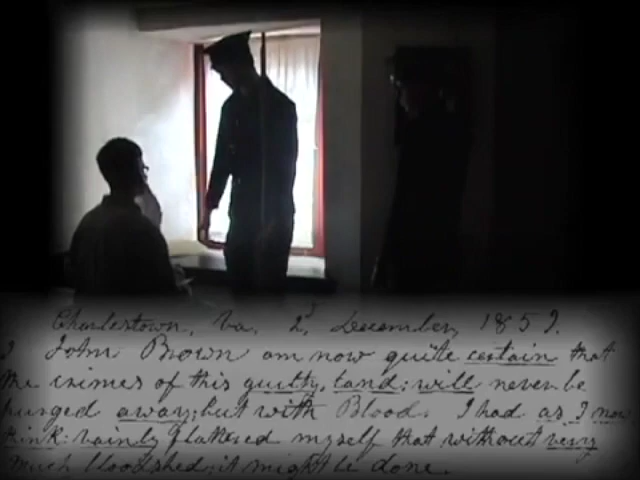 Charlestown, Va, 2d, December, 1859.
I John Brown am now quite certain that
the crimes of this guilty, land: will never be
purged away; but with Blood. I had as I now
think: vainly flattered myself that without very
much bloodshed; it might be done.